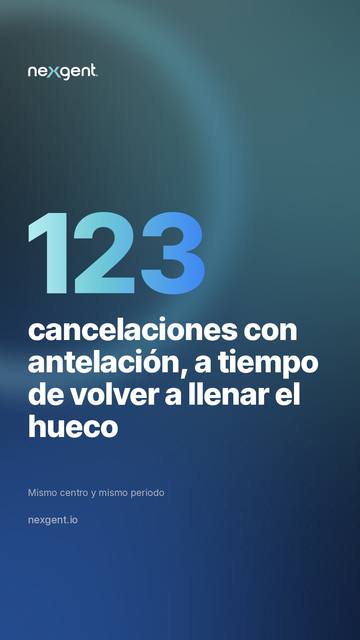 nexgent.
123
cancelaciones con
antelación, a tiempo
de volver a llenar el
hueco
Mismo centro y mismo periodo
nexgent.io